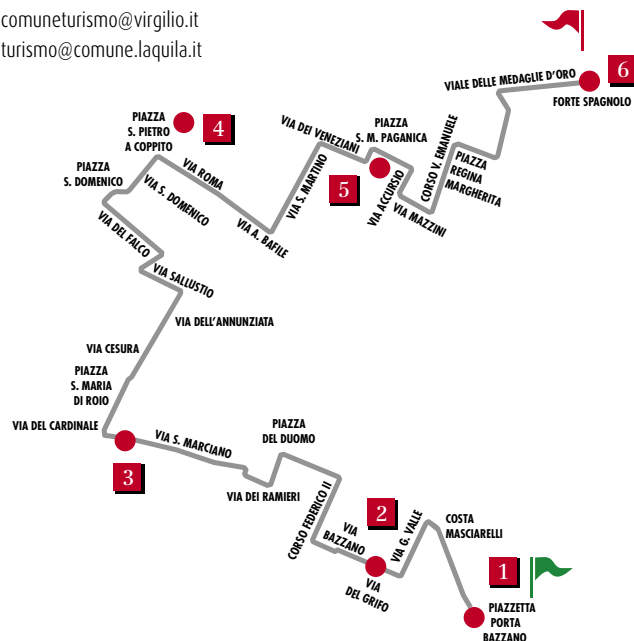 comuneturismo@virgilio.it
turismo@comune.laquila.it
6
VIALE DELLE MEDAGLIE D'ORO
FORTE SPAGNOLO
PIAZZA
S. PIETRO
A COPPITO
4
VIA DEI VENEZIANI
PIAZZA
S. M. PAGANICA
CORSO V. EMANUELE
PIAZZA
REGINA
MARGHERITA
PIAZZA
S. DOMENICO
VIA ROMA
VIA S. DOMENICO
VIA S. MARTINO
5
VIA ACCURSIO
VIA MAZZINI
VIA DEL FALCO
VIA A. BAFILE
VIA SALLUSTIO
VIA DELL'ANNUNZIATA
VIA CESURA
PIAZZA
S. MARIA
DI ROIO
VIA DEL CARDINALE
VIA S. MARCIANO
3
PIAZZA
DEL DUOMO
VIA DEI RAMIERI
CORSO FEDERICO II
2
VIA
BAZZANO
VIA G. VALLE
COSTA
MASCIARELLI
VIA
DEL GRIFO
1
PIAZZETTA
PORTA
BAZZANO